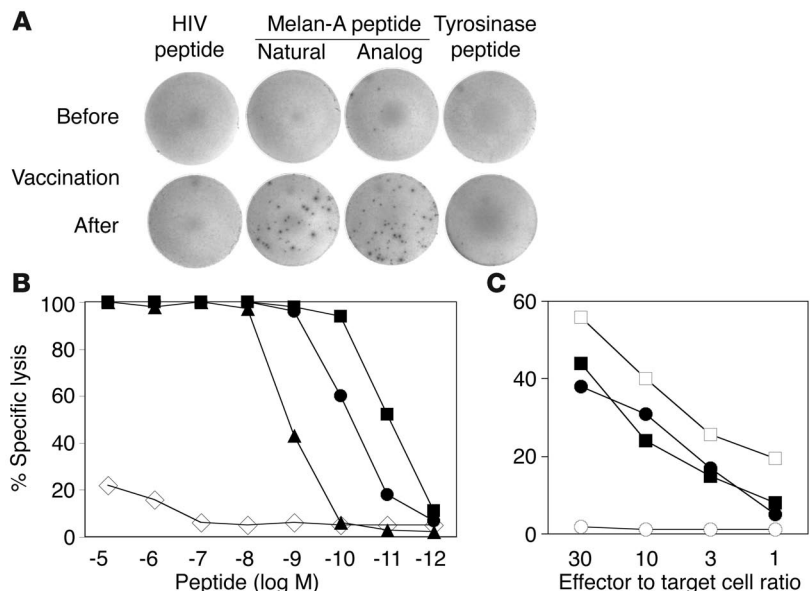 A
HIV peptide
Melan-A peptide
Natural Analog
Tyrosinase peptide
Before
Vaccination
After
B
% Specific lysis
100
80
60
40
20
0
-5 -6 -7 -8 -9 -10 -11 -12
Peptide (log M)
C
60
40
20
0
30 10 3 1
Effector to target cell ratio